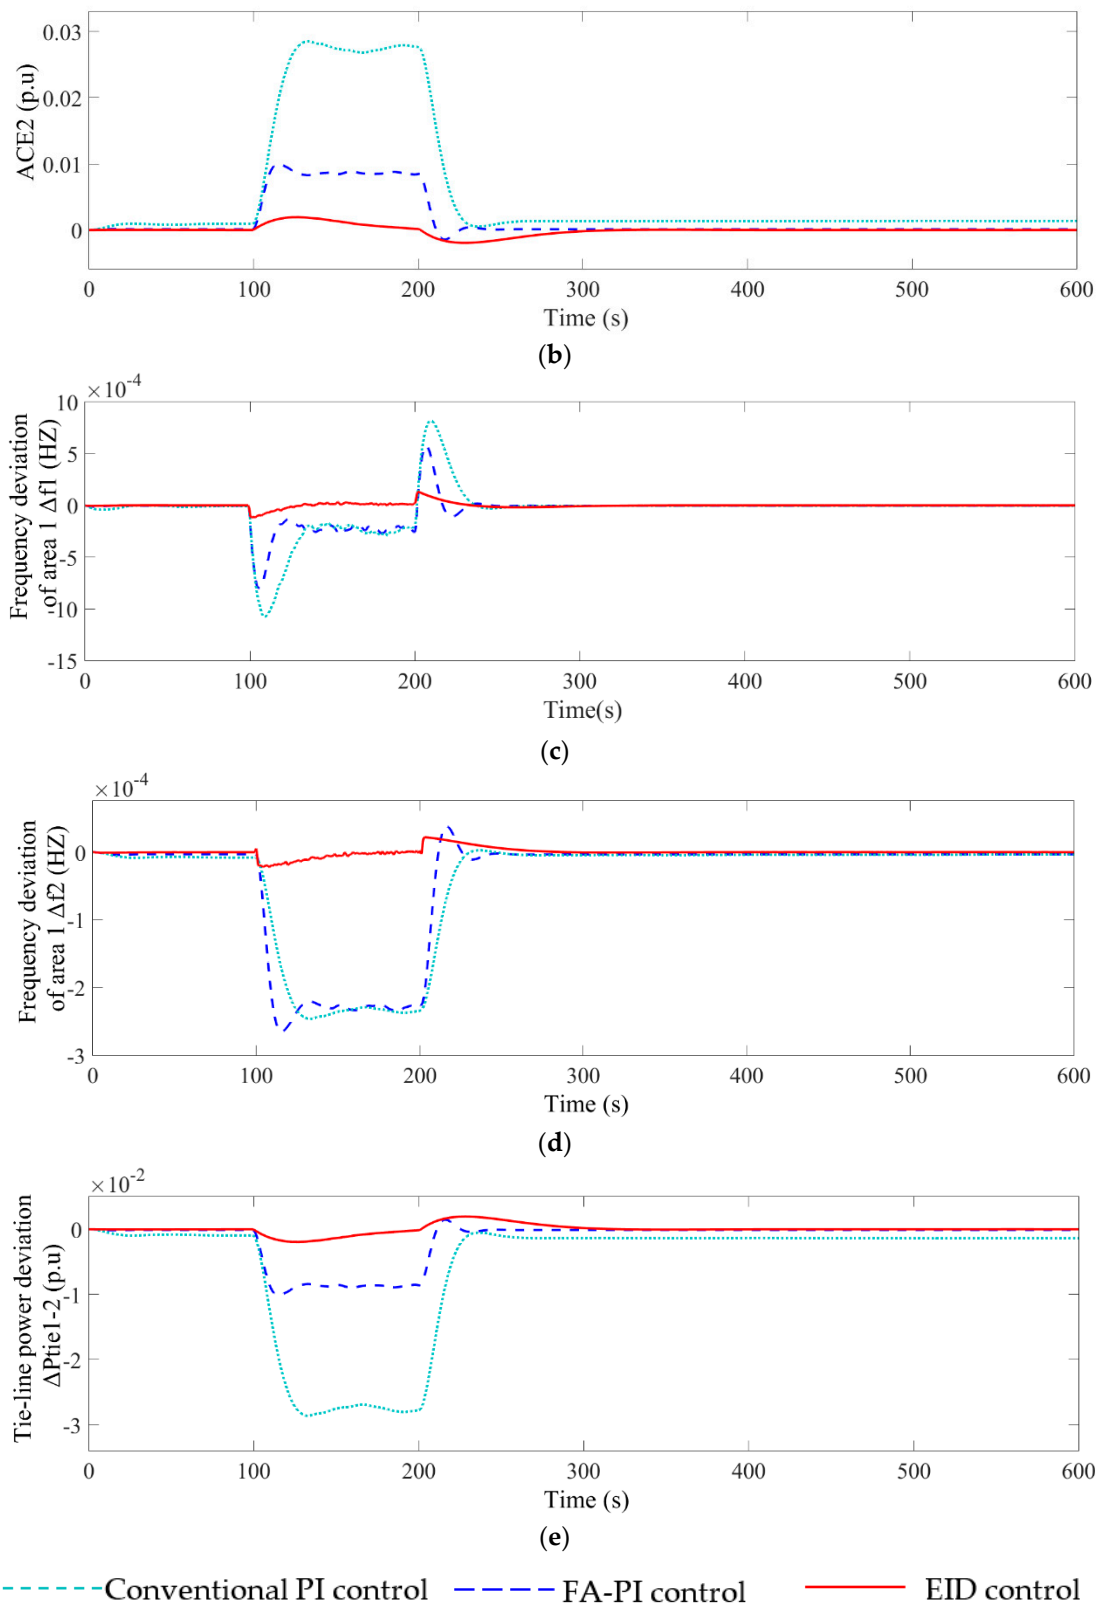 0.03
0.02
0.01
0
ACE2 (p.u)
0 100 200 300 400 500 600
Time (s)
(b)
×10-4
10
5
0
-5
-10
-15
Frequency deviation
of area 1 Δf1 (HZ)
0 100 200 300 400 500 600
Time(s)
(c)
×10-4
0
-1
-2
-3
Frequency deviation
of area 1 Δf2 (HZ)
0 100 200 300 400 500 600
Time (s)
(d)
×10-2
0
-1
-2
-3
Tie-line power deviation
ΔPtie1-2 (p.u)
0 100 200 300 400 500 600
Time (s)
(e)
Conventional PI control FA-PI control EID control